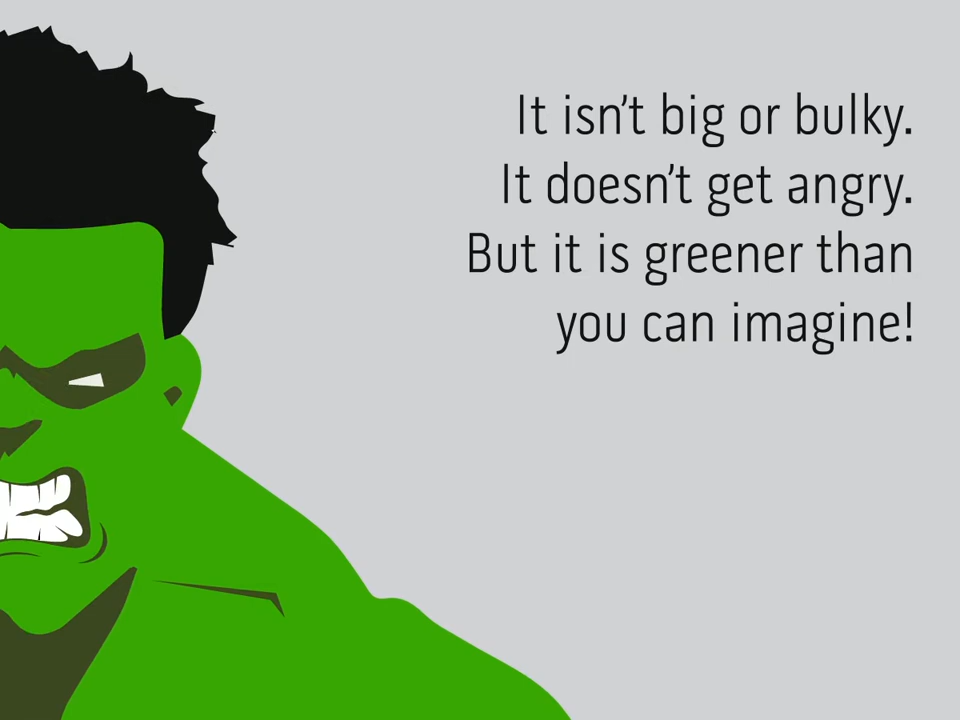 It isn’t big or bulky.
It doesn’t get angry.
But it is greener than
you can imagine!